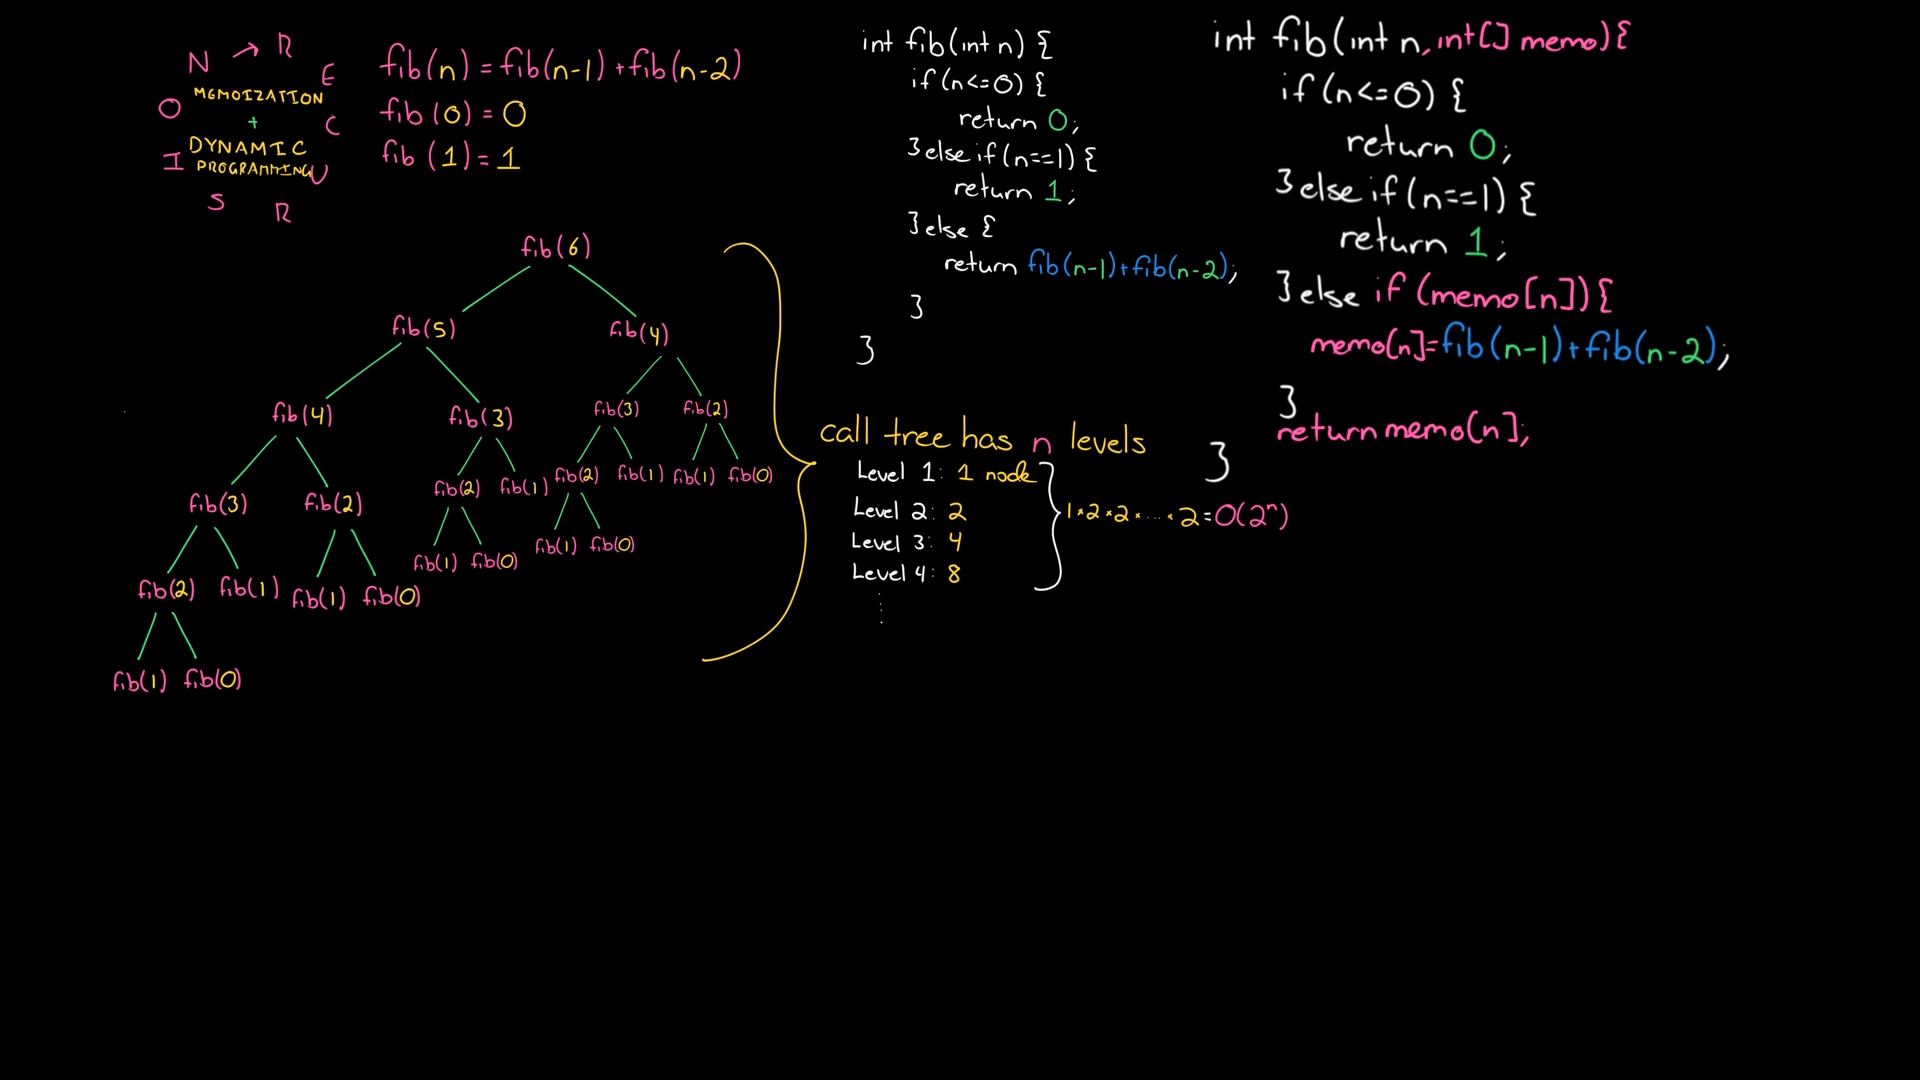 N → R E C U R S I O
MEMOIZATION
+
DYNAMIC
PROGRAMMING
fib(n) = fib(n-1) + fib(n-2)
fib(0) = 0
fib(1) = 1
fib(6)
fib(5) fib(4)
fib(4) fib(3) fib(3) fib(2)
fib(3) fib(2) fib(2) fib(1) fib(2) fib(1) fib(1) fib(0)
fib(2) fib(1) fib(1) fib(0) fib(1) fib(0) fib(1) fib(0)
fib(1) fib(0)
int fib(int n) {
if (n<=0) {
return 0;
} else if (n==1) {
return 1;
} else {
return fib(n-1)+fib(n-2);
}
}
call tree has n levels
Level 1: 1 node
Level 2: 2
Level 3: 4
Level 4: 8
⋮
1*2*2*....*2=O(2ⁿ)
int fib(int n, int[] memo){
if (n<=0) {
return 0;
} else if (n==1) {
return 1;
} else if (memo[n]){
memo[n]=fib(n-1)+fib(n-2);
}
return memo[n];
}